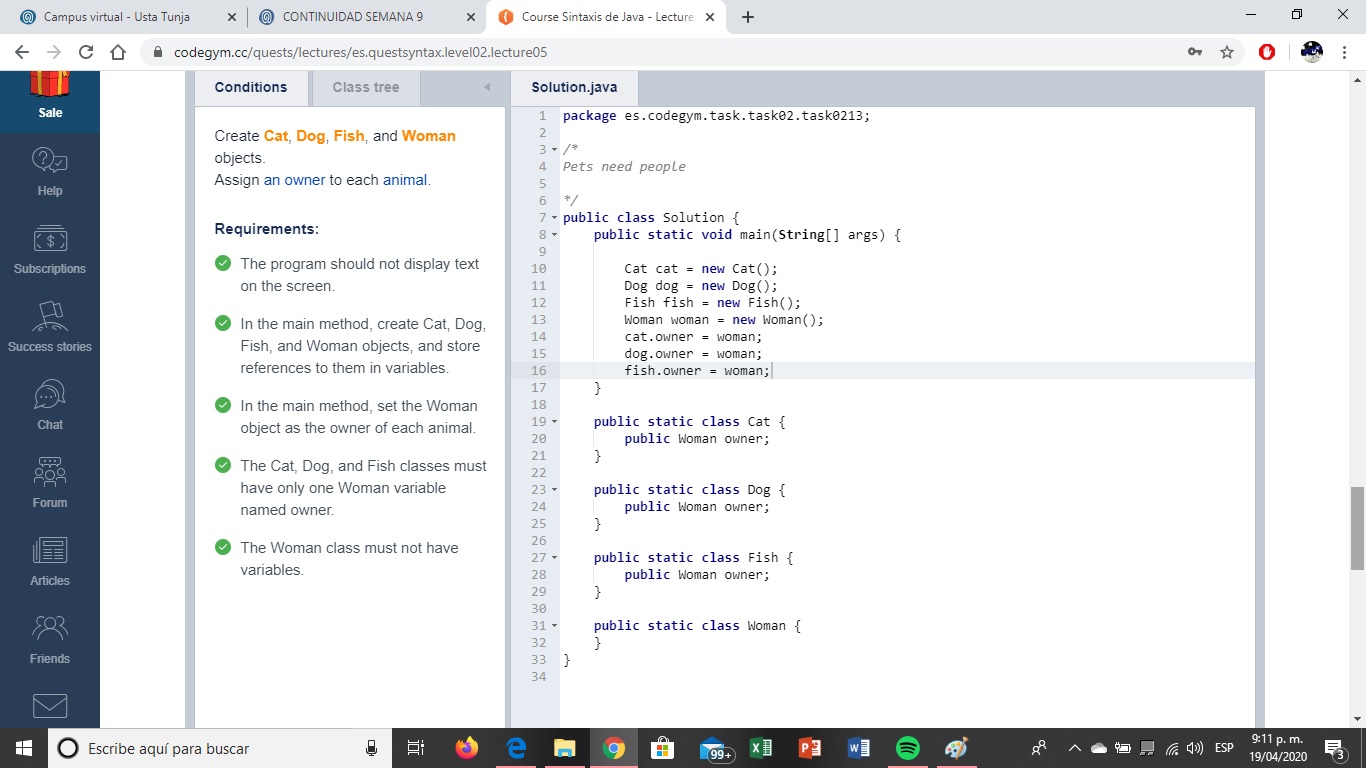 Campus virtual - Usta Tunja
CONTINUIDAD SEMANA 9
Course Sintaxis de Java - Lecture
codegym.cc/quests/lectures/es.questsyntax.level02.lecture05
Sale
Help
Subscriptions
Success stories
Chat
Forum
Articles
Friends
Conditions
Class tree
Create Cat, Dog, Fish, and Woman
objects.
Assign an owner to each animal.
Requirements:
The program should not display text
on the screen.
In the main method, create Cat, Dog,
Fish, and Woman objects, and store
references to them in variables.
In the main method, set the Woman
object as the owner of each animal.
The Cat, Dog, and Fish classes must
have only one Woman variable
named owner.
The Woman class must not have
variables.
Solution.java
1 package es.codegym.task.task02.task0213;
2
3 /*
4 Pets need people
5
6 */
7 public class Solution {
8 public static void main(String[] args) {
9
10 Cat cat = new Cat();
11 Dog dog = new Dog();
12 Fish fish = new Fish();
13 Woman woman = new Woman();
14 cat.owner = woman;
15 dog.owner = woman;
16 fish.owner = woman;
17 }
18
19 public static class Cat {
20 public Woman owner;
21 }
22
23 public static class Dog {
24 public Woman owner;
25 }
26
27 public static class Fish {
28 public Woman owner;
29 }
30
31 public static class Woman {
32 }
33 }
34
Escribe aquí para buscar
99+
ESP
9:11 p. m.
19/04/2020
3